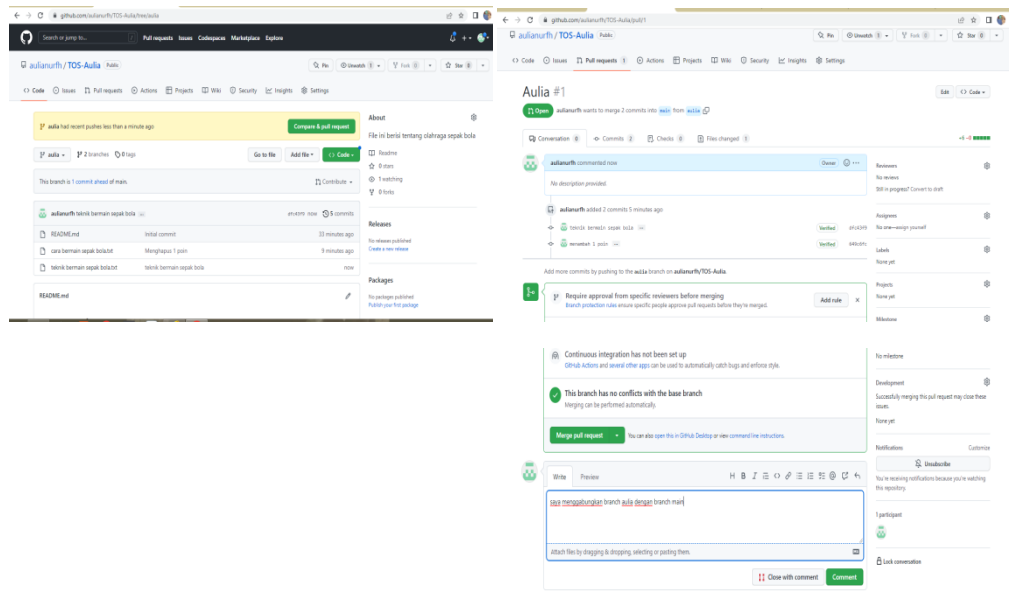 github.com/aulianurfh/TOS-Aulia/tree/aulia
Search or jump to...
Pull requests Issues Codespaces Marketplace Explore
aulianurfh / TOS-Aulia Public
Pin Unwatch 1 Fork 0 Star 0
Code Issues Pull requests Actions Projects Wiki Security Insights Settings
aulia had recent pushes less than a minute ago
Compare & pull request
aulia 2 branches 0 tags
Go to file Add file Code
This branch is 1 commit ahead of main.
Contribute
aulianurfh teknik bermain sepak bola
now 5 commits
README.md Initial commit 33 minutes ago
cara bermain sepak bola.txt Menghapus 1 poin 9 minutes ago
teknik bermain sepak bola.txt teknik bermain sepak bola now
README.md
About
File ini berisi tentang olahraga sepak bola
Readme
0 stars
1 watching
0 forks
Releases
No releases published
Create a new release
Packages
No packages published
Publish your first package
github.com/aulianurfh/TOS-Aulia/pull/1
aulianurfh / TOS-Aulia Public
Pin Unwatch 1 Fork 0 Star 0
Code Issues Pull requests 1 Actions Projects Wiki Security Insights Settings
Aulia #1
Edit Code
Open aulianurfh wants to merge 2 commits into main from aulia
Conversation 0 Commits 2 Checks 0 Files changed 1
aulianurfh commented now
Owner
No description provided.
aulianurfh added 2 commits 5 minutes ago
teknik bermain sepak bola
Verified
1 poin
Verified
Add more commits by pushing to the aulia branch on aulianurfh/TOS-Aulia.
Require approval from specific reviewers before merging
Branch protection rules ensure specific people approve pull requests before they're merged.
Add rule x
Reviewers
No reviews
Still in progress? Convert to draft
Assignees
No one—assign yourself
Labels
None yet
Projects
None yet
Milestone
Continuous integration has not been set up
GitHub Actions and several other apps can be used to automatically catch bugs and enforce style.
This branch has no conflicts with the base branch
Merging can be performed automatically.
Merge pull request
You can also open this in GitHub Desktop or view command line instructions.
Write Preview
saya menggabungkan branch aulia dengan branch main
Attach files by dragging & dropping, selecting or pasting them.
Close with comment Comment
No milestone
Development
Successfully merging this pull request may close these
issues.
None yet
Notifications Customize
Unsubscribe
You're receiving notifications because you're watching
this repository.
1 participant
Lock conversation